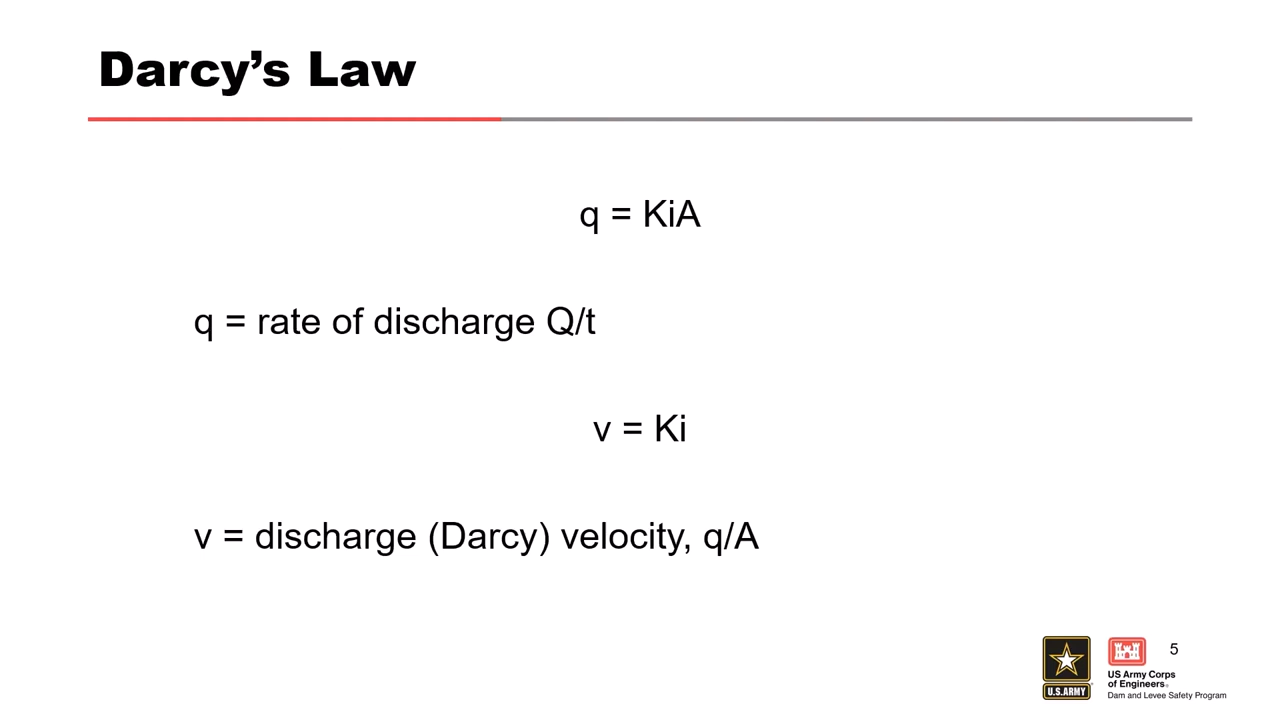 Darcy’s Law
q = KiA
q = rate of discharge Q/t
v = Ki
v = discharge (Darcy) velocity, q/A
5
U.S.ARMY
US Army Corps
of Engineers®
Dam and Levee Safety Program